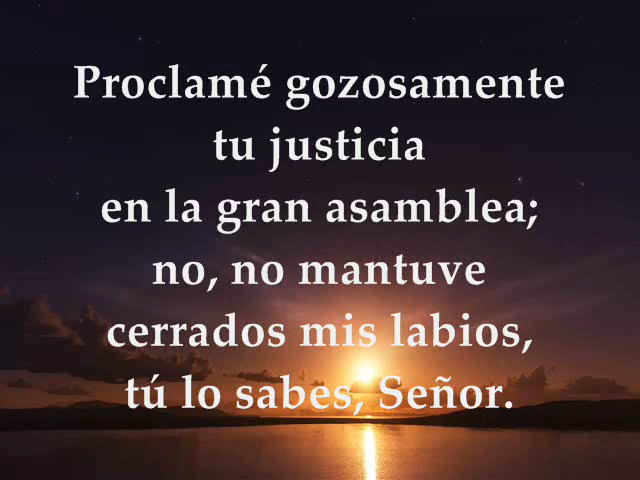 Proclamé gozosamente
tu justicia
en la gran asamblea;
no, no mantuve
cerrados mis labios,
tú lo sabes, Señor.